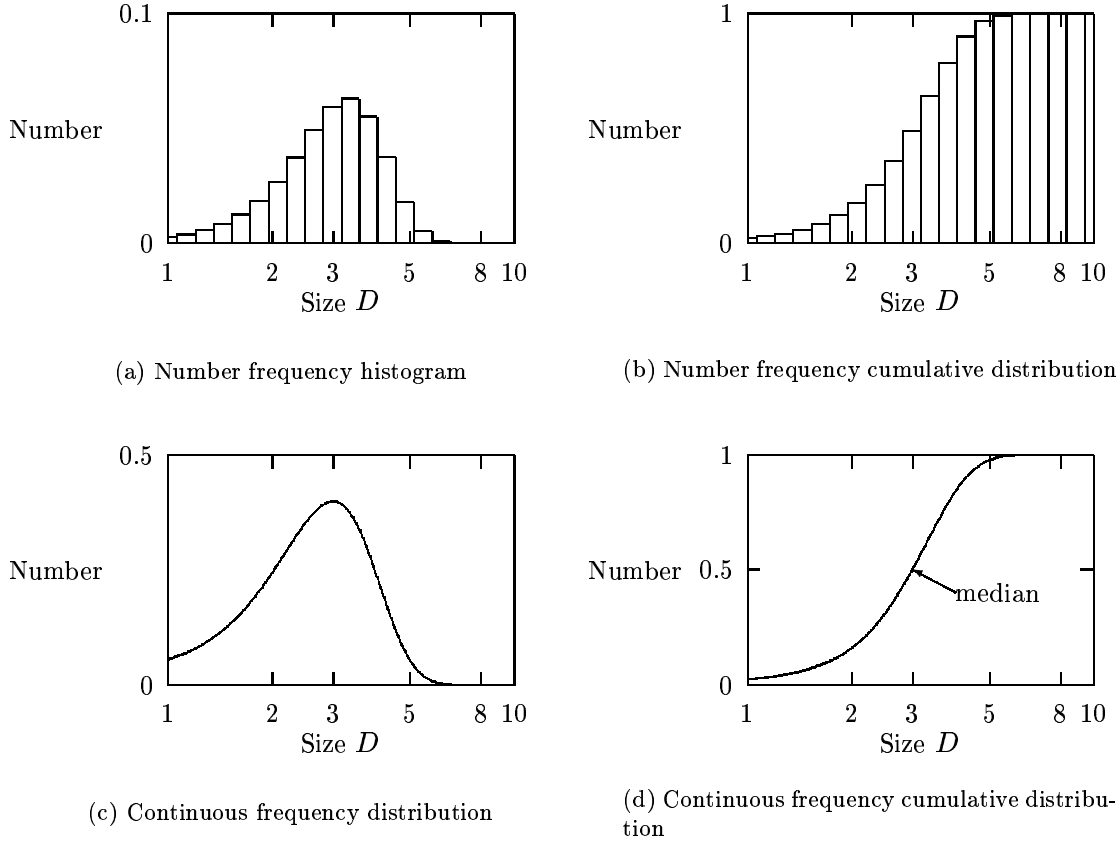 0.1
Number
0
1 2 3 5 8 10
Size D
(a) Number frequency histogram
1
Number
0
1 2 3 5 8 10
Size D
(b) Number frequency cumulative distribution
0.5
Number
0
1 2 3 5 8 10
Size D
(c) Continuous frequency distribution
1
Number 0.5
median
0
1 2 3 5 8 10
Size D
(d) Continuous frequency cumulative distribu-
tion